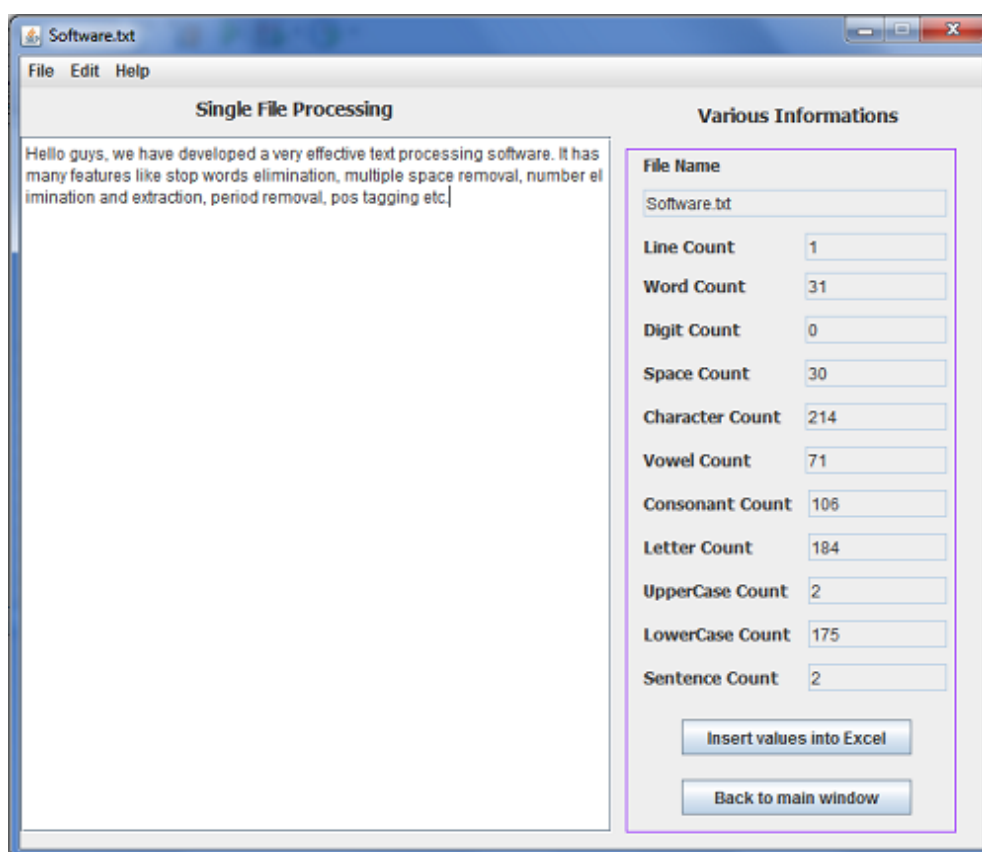 Software.txt
File Edit Help
Single File Processing
Hello guys, we have developed a very effective text processing software. It has
many features like stop words elimination, multiple space removal, number el
imination and extraction, period removal, pos tagging etc.
Various Informations
File Name
Software.txt
Line Count 1
Word Count 31
Digit Count 0
Space Count 30
Character Count 214
Vowel Count 71
Consonant Count 106
Letter Count 184
UpperCase Count 2
LowerCase Count 175
Sentence Count 2
Insert values into Excel
Back to main window